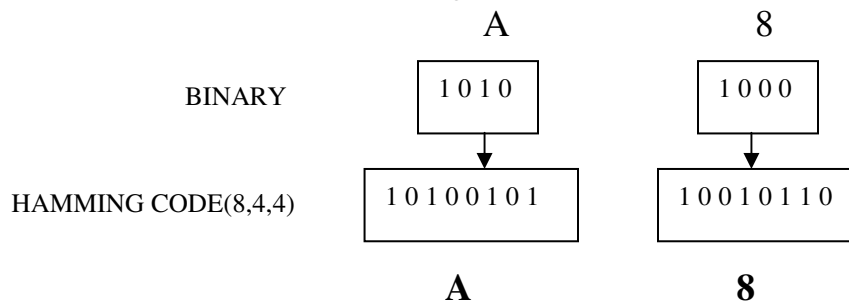 A 8
BINARY 1 0 1 0 1 0 0 0
HAMMING CODE(8,4,4) 1 0 1 0 0 1 0 1 1 0 0 1 0 1 1 0
A 8